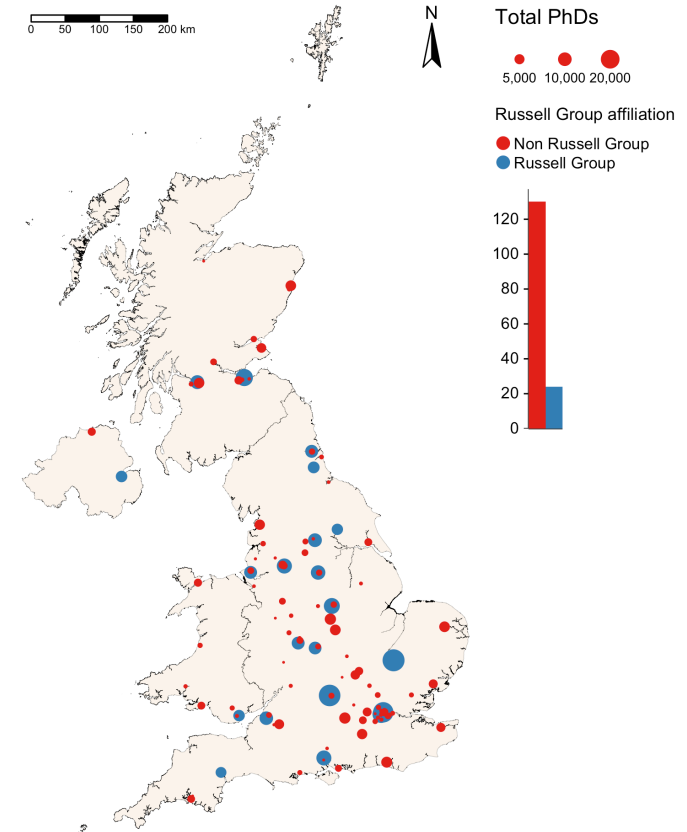 0 50 100 150 200 km
N
Total PhDs
5,000 10,000 20,000
Russell Group affiliation
Non Russell Group
Russell Group
120
100
80
60
40
20
0